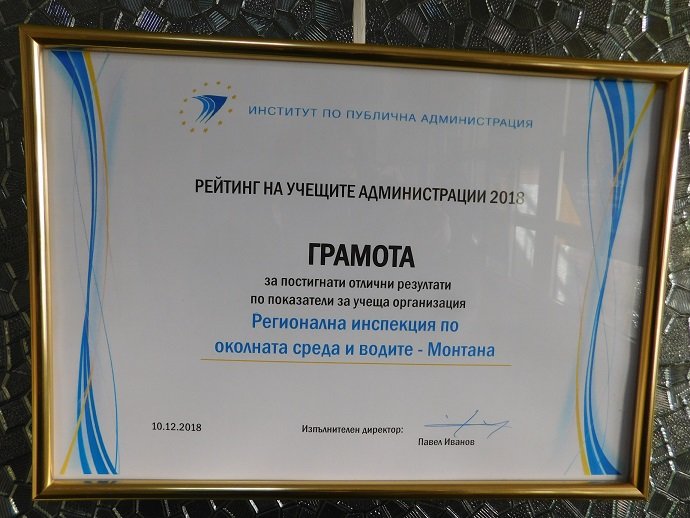 ИНСТИТУТ ПО ПУБЛИЧНА АДМИНИСТРАЦИЯ
РЕЙТИНГ НА УЧЕЩИТЕ АДМИНИСТРАЦИИ 2018
ГРАМОТА
за постигнати отлични резултати
по показатели за учеща организация
Регионална инспекция по
околната среда и водите - Монтана
10.12.2018
Изпълнителен директор:
Павел Иванов